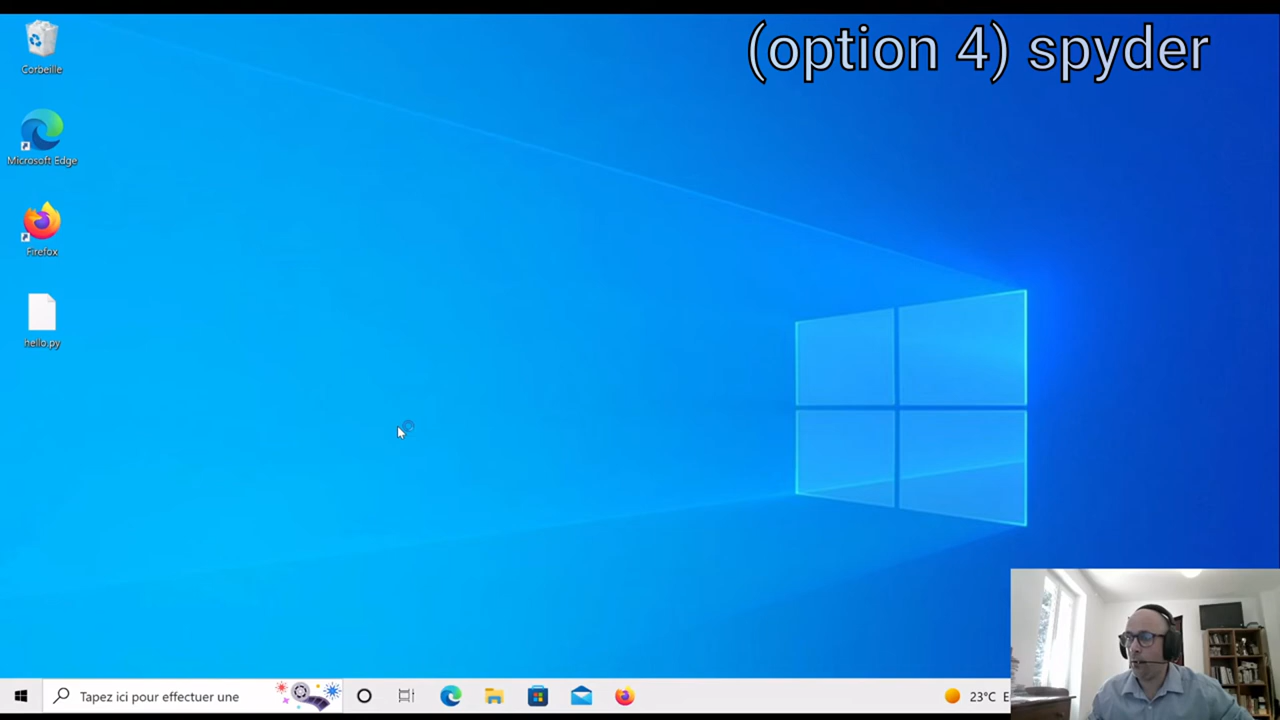 (option 4) spyder
Corbeille
Microsoft Edge
Firefox
hello.py
Tapez ici pour effectuer une
23°C E